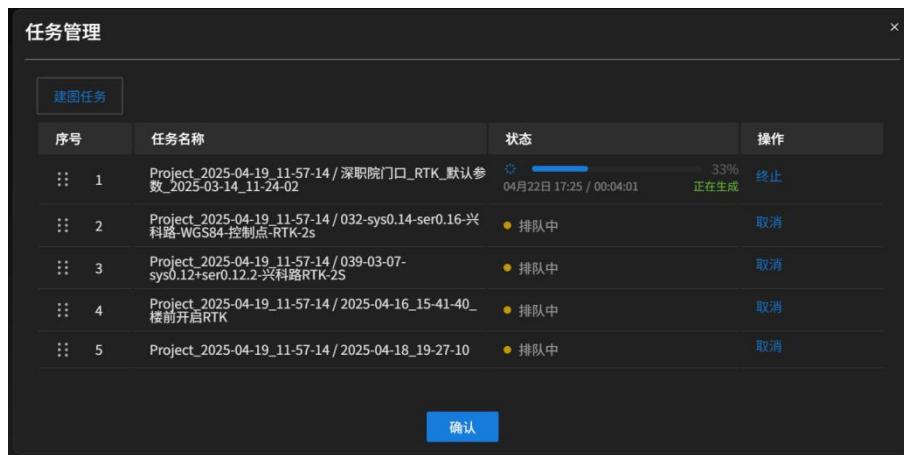 任务管理
×
建图任务
序号 任务名称 状态 操作
1 Project_2025-04-19_11-57-14 / 深职院门口_RTK_默认参 33% 终止
数_2025-03-14_11-24-02 04月22日 17:25 / 00:04:01 正在生成
2 Project_2025-04-19_11-57-14 / 032-sys0.14-ser0.16-兴 排队中 取消
科路-WGS84-控制点-RTK-2s
3 Project_2025-04-19_11-57-14 / 039-03-07- 排队中 取消
sys0.12+ser0.12.2-兴科路RTK-2S
4 Project_2025-04-19_11-57-14 / 2025-04-16_15-41-40_ 排队中 取消
楼前开启RTK
5 Project_2025-04-19_11-57-14 / 2025-04-18_19-27-10 排队中 取消
确认